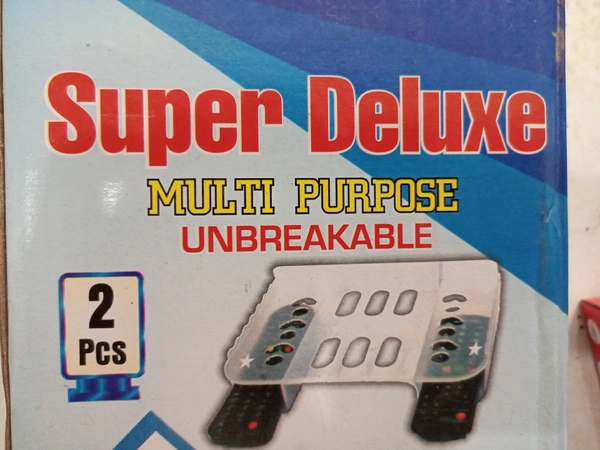 Super Deluxe
MULTI PURPOSE
UNBREAKABLE
2
Pcs